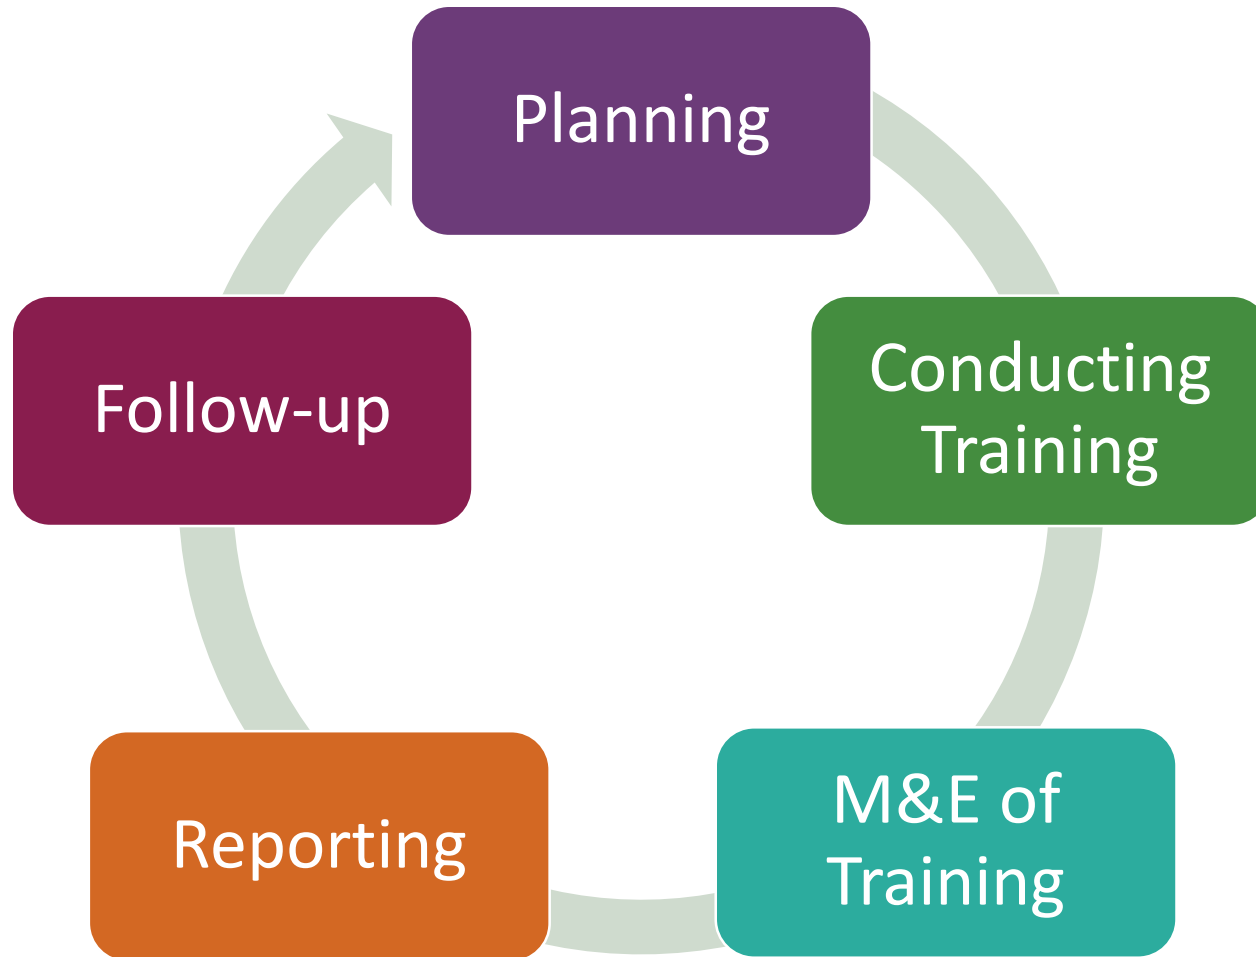 Planning
Conducting
Training
M&E of
Training
Reporting
Follow-up